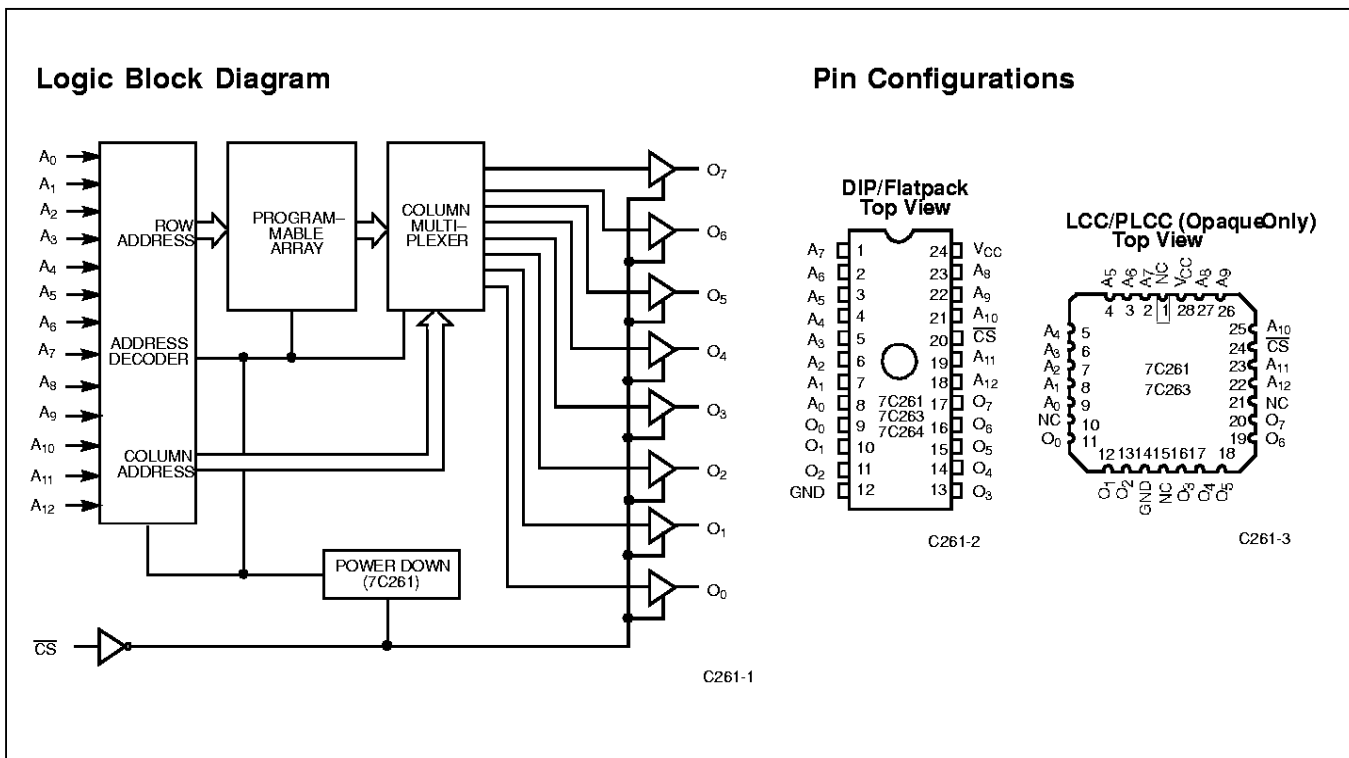 Logic Block Diagram
A0
A1
A2
A3
A4
A5
A6
A7
A8
A9
A10
A11
A12
ROW
ADDRESS
ADDRESS
DECODER
COLUMN
ADDRESS
PROGRAM-
MABLE
ARRAY
COLUMN
MULTI-
PLEXER
POWER DOWN
(7C261)
CS
O7
O6
O5
O4
O3
O2
O1
O0
C261-1
Pin Configurations
DIP/Flatpack
Top View
A7 1 24 VCC
A6 2 23 A8
A5 3 22 A9
A4 4 21 A10
A3 5 20 CS
A2 6 19 A11
A1 7 18 A12
A0 8 7C261 17 O7
7C263
O0 9 7C264 16 O6
O1 10 15 O5
O2 11 14 O4
GND 12 13 O3
C261-2
LCC/PLCC (OpaqueOnly)
Top View
A5 A6 A7 NC VCC A8 A9
4 3 2 1 28 27 26
A4 5 25 A10
A3 6 24 CS
A2 7 7C261 23 A11
A1 8 7C263 22 A12
A0 9 21 NC
NC 10 20 O7
O0 11 19 O6
12 13 14 15 16 17 18
O1 O2 GND NC O3 O4 O5
C261-3